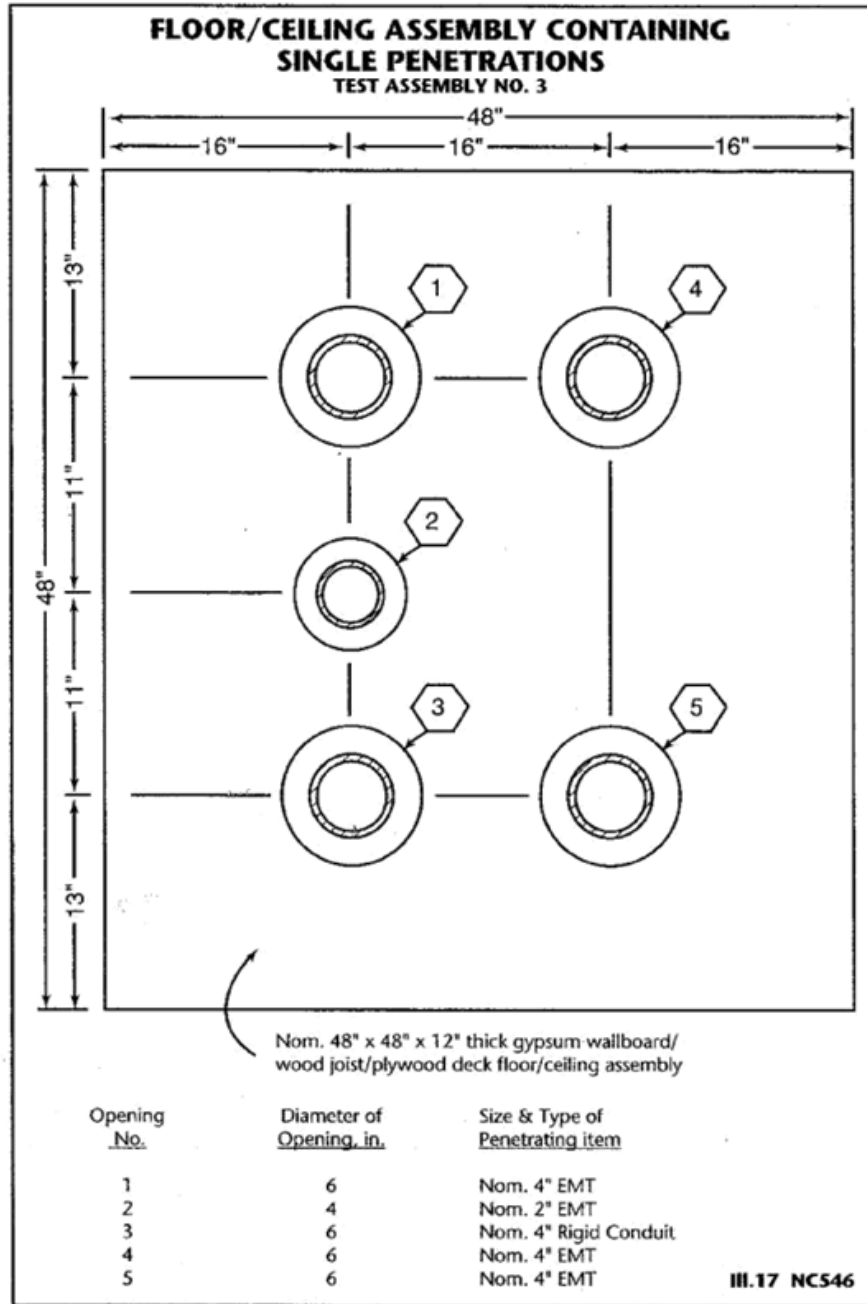 FLOOR/CEILING ASSEMBLY CONTAINING
SINGLE PENETRATIONS
TEST ASSEMBLY NO. 3
48"
16" 16" 16"
13"
11"
48"
11"
13"
1
4
2
3
5
Nom. 48" x 48" x 12" thick gypsum wallboard/
wood joist/plywood deck floor/ceiling assembly
Opening Diameter of Size & Type of
No. Opening, in. Penetrating item
1 6 Nom. 4" EMT
2 4 Nom. 2" EMT
3 6 Nom. 4" Rigid Conduit
4 6 Nom. 4" EMT
5 6 Nom. 4" EMT
III.17 NC546